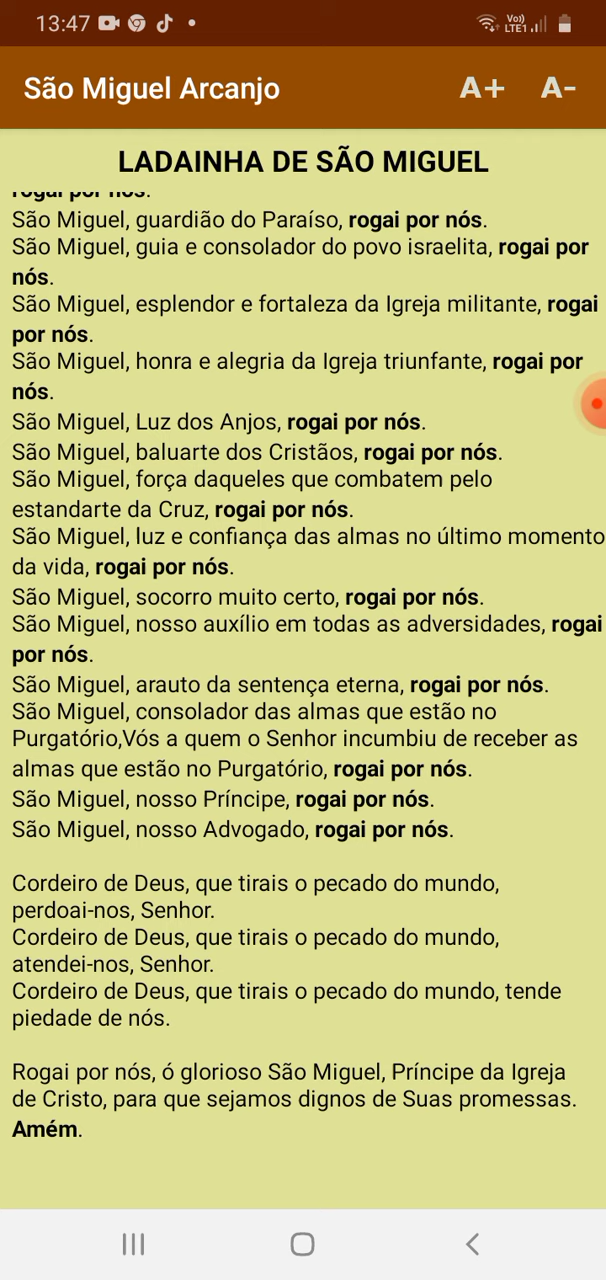 13:47
Vo))
LTE1
São Miguel Arcanjo
A+ A-
LADAINHA DE SÃO MIGUEL
rogai por nós.
São Miguel, guardião do Paraíso, rogai por nós.
São Miguel, guia e consolador do povo israelita, rogai por
nós.
São Miguel, esplendor e fortaleza da Igreja militante, rogai
por nós.
São Miguel, honra e alegria da Igreja triunfante, rogai por
nós.
São Miguel, Luz dos Anjos, rogai por nós.
São Miguel, baluarte dos Cristãos, rogai por nós.
São Miguel, força daqueles que combatem pelo
estandarte da Cruz, rogai por nós.
São Miguel, luz e confiança das almas no último momento
da vida, rogai por nós.
São Miguel, socorro muito certo, rogai por nós.
São Miguel, nosso auxílio em todas as adversidades, rogai
por nós.
São Miguel, arauto da sentença eterna, rogai por nós.
São Miguel, consolador das almas que estão no
Purgatório,Vós a quem o Senhor incumbiu de receber as
almas que estão no Purgatório, rogai por nós.
São Miguel, nosso Príncipe, rogai por nós.
São Miguel, nosso Advogado, rogai por nós.
Cordeiro de Deus, que tirais o pecado do mundo,
perdoai-nos, Senhor.
Cordeiro de Deus, que tirais o pecado do mundo,
atendei-nos, Senhor.
Cordeiro de Deus, que tirais o pecado do mundo, tende
piedade de nós.
Rogai por nós, ó glorioso São Miguel, Príncipe da Igreja
de Cristo, para que sejamos dignos de Suas promessas.
Amém.